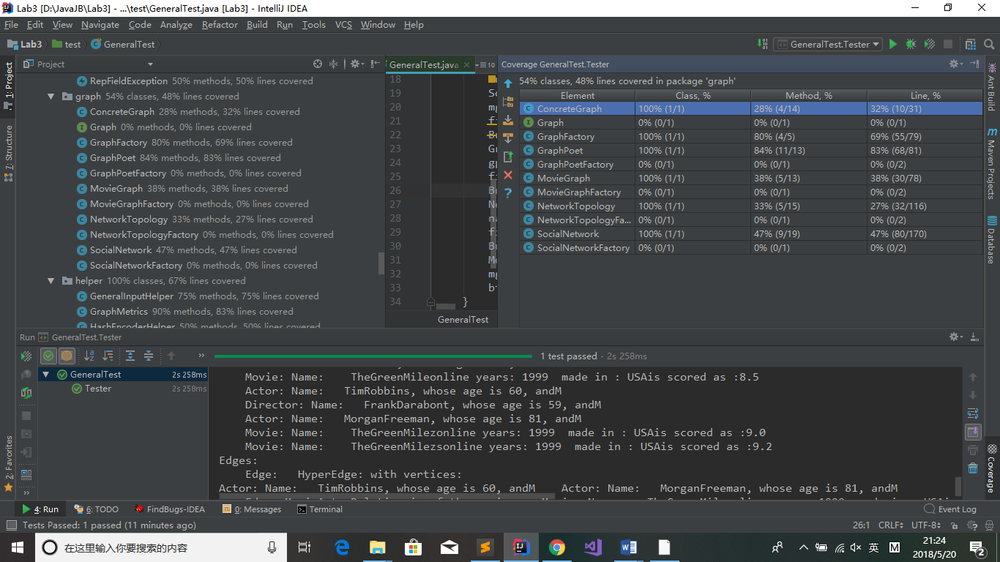 Lab3 [D:\JavaJB\Lab3] - ...\test\GeneralTest.java [Lab3] - IntelliJ IDEA
File Edit View Navigate Code Analyze Refactor Build Run Tools VCS Window Help
Lab3 test GeneralTest GeneralTest.Tester
Project
RepFieldException 50% methods, 50% lines covered
graph 54% classes, 48% lines covered
ConcreteGraph 28% methods, 32% lines covered
Graph 0% methods, 0% lines covered
GraphFactory 80% methods, 69% lines covered
GraphPoet 84% methods, 83% lines covered
GraphPoetFactory 0% methods, 0% lines covered
MovieGraph 38% methods, 38% lines covered
MovieGraphFactory 0% methods, 0% lines covered
NetworkTopology 33% methods, 27% lines covered
NetworkTopologyFactory 0% methods, 0% lines covered
SocialNetwork 47% methods, 47% lines covered
SocialNetworkFactory 0% methods, 0% lines covered
helper 100% classes, 67% lines covered
GeneralInputHelper 75% methods, 75% lines covered
GraphMetrics 90% methods, 83% lines covered
HashEncoderHelper 50% methods, 50% lines covered
1: Project
7: Structure
2: Favorites
GeneralTest.java 10
18
19
20 mg
21
22
23
24
25
26
27
28
29
30
31
32 mg
33
34 }
GeneralTest
Coverage GeneralTest.Tester
54% classes, 48% lines covered in package 'graph'
Element Class, % Method, % Line, %
ConcreteGraph 100% (1/1) 28% (4/14) 32% (10/31)
Graph 0% (0/1) 0% (0/1) 0% (0/1)
GraphFactory 100% (1/1) 80% (4/5) 69% (55/79)
GraphPoet 100% (1/1) 84% (11/13) 83% (68/81)
GraphPoetFactory 0% (0/1) 0% (0/1) 0% (0/2)
MovieGraph 100% (1/1) 38% (5/13) 38% (30/78)
MovieGraphFactory 0% (0/1) 0% (0/1) 0% (0/2)
NetworkTopology 100% (1/1) 33% (5/15) 27% (32/116)
NetworkTopologyFa... 0% (0/1) 0% (0/1) 0% (0/2)
SocialNetwork 100% (1/1) 47% (9/19) 47% (80/170)
SocialNetworkFactory 0% (0/1) 0% (0/1) 0% (0/2)
Ant Build
Maven Projects
Database
Coverage
Run GeneralTest.Tester
1 test passed - 2s 258ms
GeneralTest 2s 258ms
Tester 2s 258ms
Movie: Name: TheGreenMileonline years: 1999 made in : USAis scored as :8.5
Actor: Name: TimRobbins, whose age is 60, andM
Director: Name: FrankDarabont, whose age is 59, andM
Actor: Name: MorganFreeman, whose age is 81, andM
Movie: Name: TheGreenMilezonline years: 1999 made in : USAis scored as :9.0
Movie: Name: TheGreenMilezsonline years: 1999 made in : USAis scored as :9.2
Edges:
Edge: HyperEdge: with vertices:
Actor: Name: TimRobbins, whose age is 60, andM Actor: Name: MorganFreeman, whose age is 81, andM
4: Run 6: TODO FindBugs-IDEA 0: Messages Terminal Event Log
Tests Passed: 1 passed (11 minutes ago) 26:1 CRLF UTF-8
在这里输入你要搜索的内容
英 M
21:24
2018/5/20
2